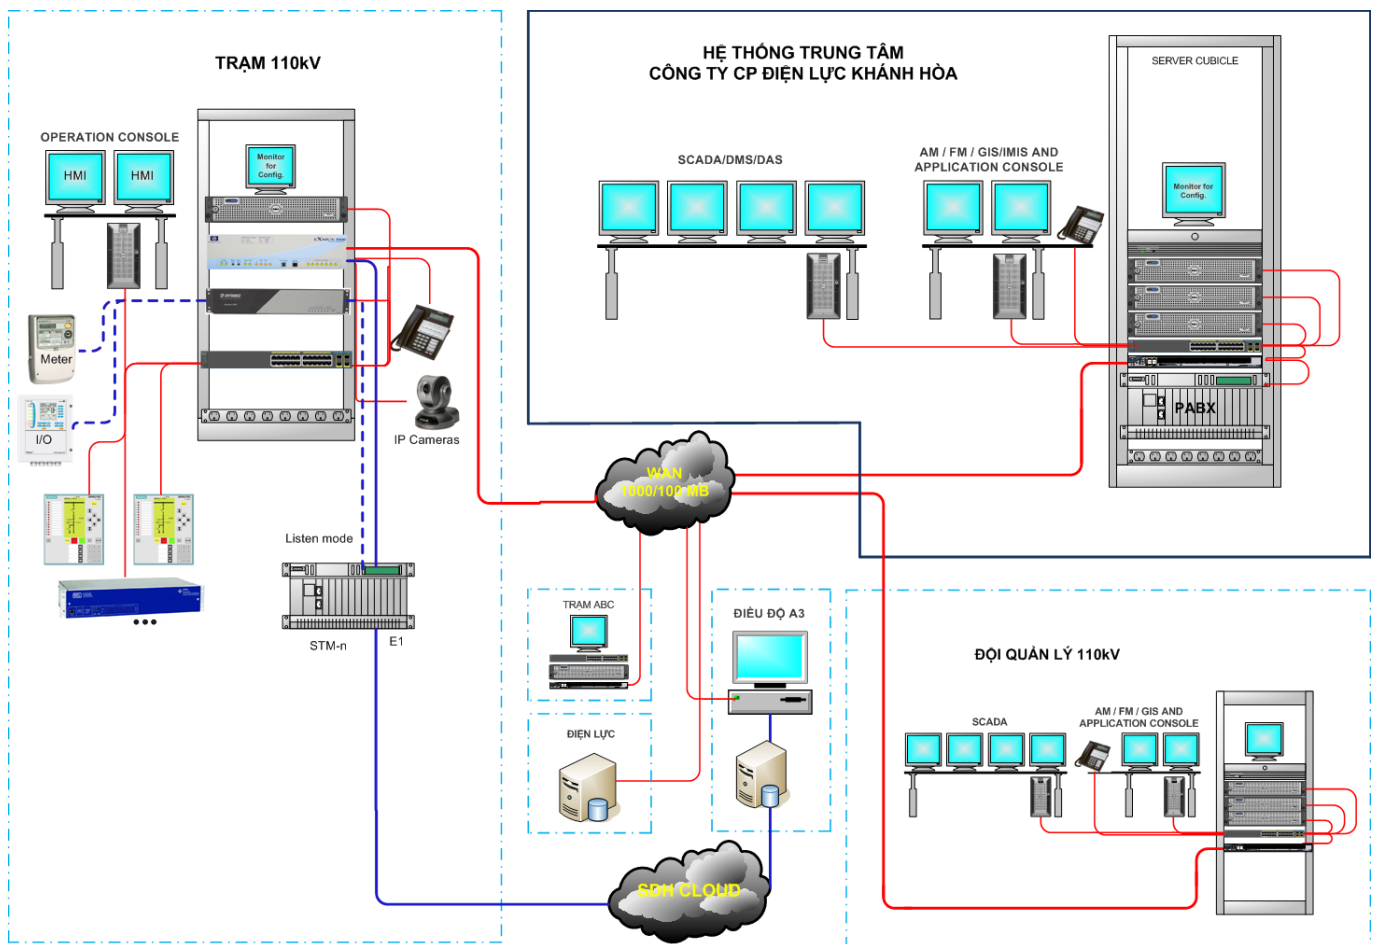 TRẠM 110kV
OPERATION CONSOLE
HMI
HMI
Monitor
for
Config.
Meter
I/O
IP Cameras
Listen mode
STM-n
E1
HỆ THỐNG TRUNG TÂM
CÔNG TY CP ĐIỆN LỰC KHÁNH HÒA
SERVER CUBICLE
SCADA/DMS/DAS
AM / FM / GIS/IMIS AND
APPLICATION CONSOLE
Monitor for
Config.
PABX
WAN
1000/100 MB
TRẠM ABC
ĐIỀU ĐỘ A3
ĐIỆN LỰC
SDH CLOUD
ĐỘI QUẢN LÝ 110kV
SCADA
AM / FM / GIS AND
APPLICATION CONSOLE